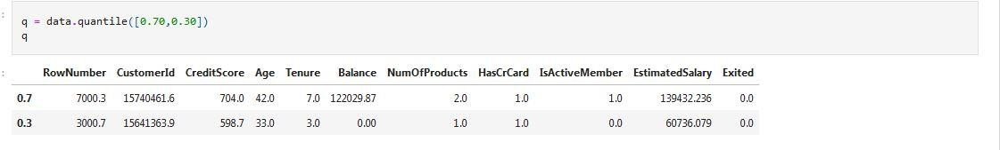 q = data.quantile([0.70,0.30])
q
RowNumber CustomerId CreditScore Age Tenure Balance NumOfProducts HasCrCard IsActiveMember EstimatedSalary Exited
0.7 7000.3 15740461.6 704.0 42.0 7.0 122029.87 2.0 1.0 1.0 139432.236 0.0
0.3 3000.7 15641363.9 598.7 33.0 3.0 0.00 1.0 1.0 0.0 60736.079 0.0